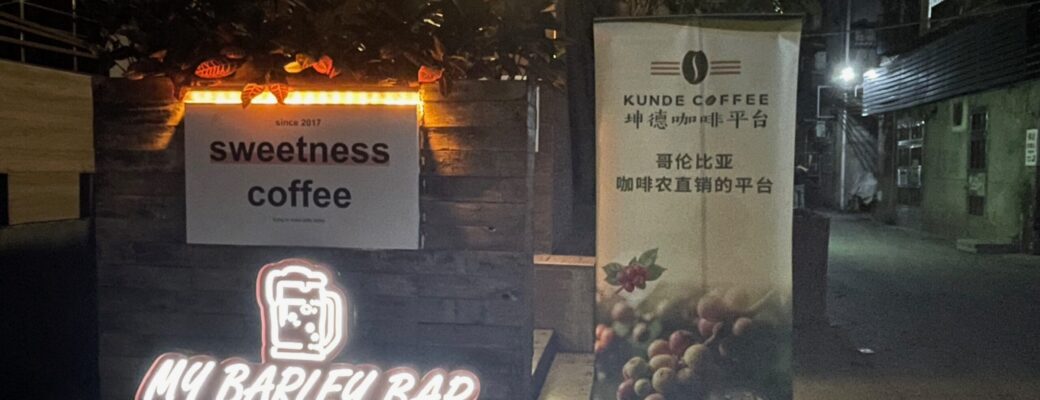 since 2017
sweetness
coffee
MY BARLEY BAR
KUNDE COFFEE
坤德咖啡平台
哥伦比亚
咖啡农直销的平台